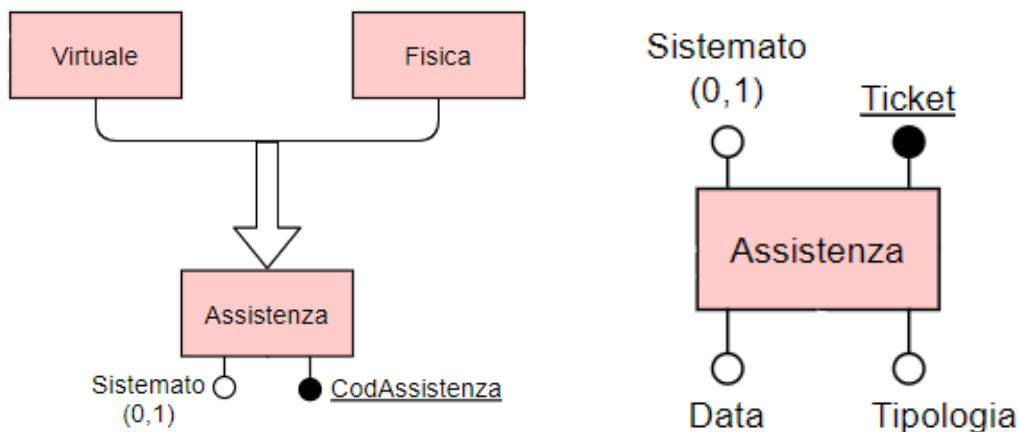 Virtuale
Fisica
Assistenza
Sistemato
(0,1)
CodAssistenza
Sistemato
(0,1)
Ticket
Assistenza
Data
Tipologia